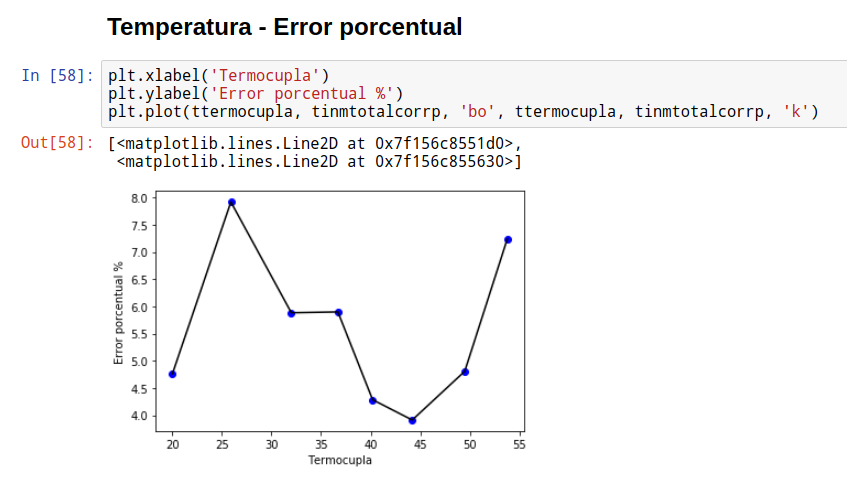 Temperatura - Error porcentual
In [58]: plt.xlabel('Termocupla')
plt.ylabel('Error porcentual %')
plt.plot(ttermocupla, tinmtotalcorrp, 'bo', ttermocupla, tinmtotalcorrp, 'k')
Out[58]: [<matplotlib.lines.Line2D at 0x7f156c8551d0>,
<matplotlib.lines.Line2D at 0x7f156c855630>]
8.0
7.5
7.0
6.5
6.0
5.5
5.0
4.5
4.0
Error porcentual %
20 25 30 35 40 45 50 55
Termocupla